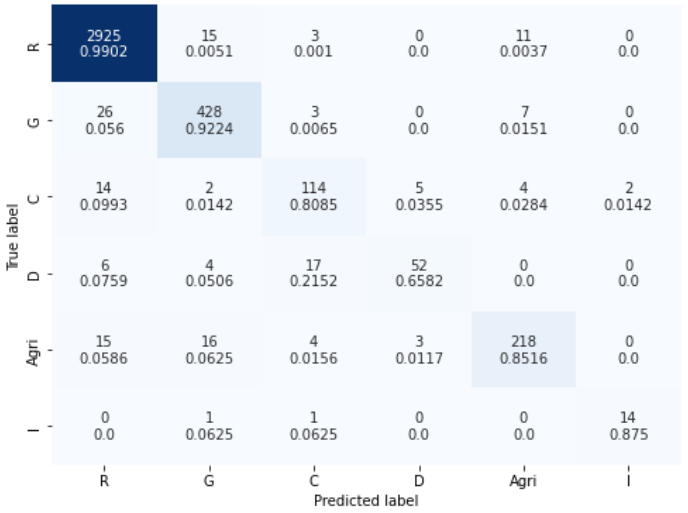 R
2925 15 3 0 11 0
0.9902 0.0051 0.001 0.0 0.0037 0.0
G
26 428 3 0 7 0
0.056 0.9224 0.0065 0.0 0.0151 0.0
C
14 2 114 5 4 2
0.0993 0.0142 0.8085 0.0355 0.0284 0.0142
True label
D
6 4 17 52 0 0
0.0759 0.0506 0.2152 0.6582 0.0 0.0
Agri
15 16 4 3 218 0
0.0586 0.0625 0.0156 0.0117 0.8516 0.0
I
0 1 1 0 0 14
0.0 0.0625 0.0625 0.0 0.0 0.875
R G C D Agri I
Predicted label